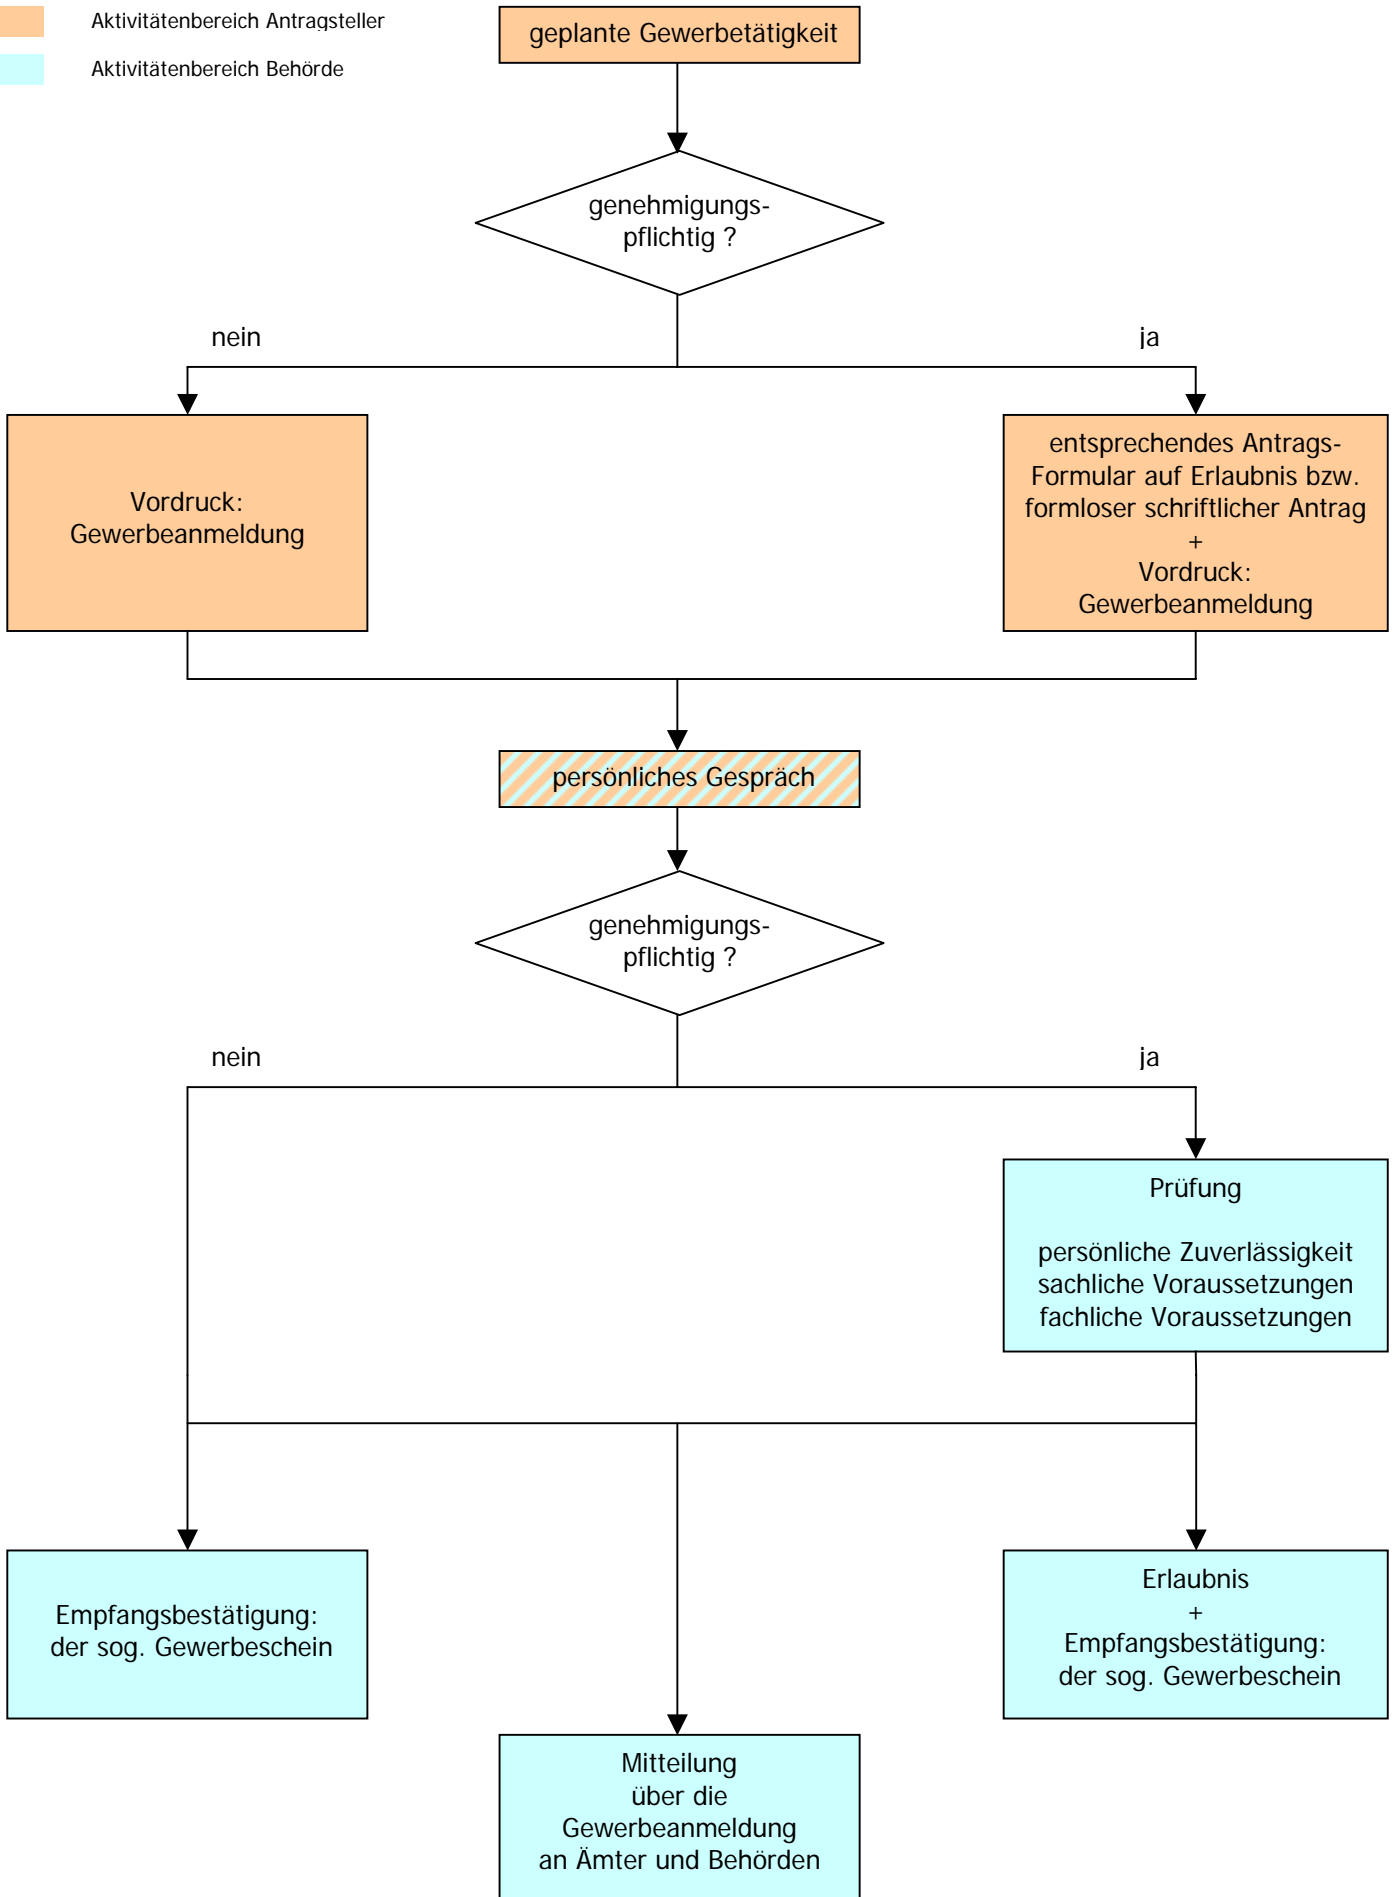 Aktivitätenbereich Antragsteller
Aktivitätenbereich Behörde
geplante Gewerbetätigkeit
genehmigungs-
pflichtig ?
nein
ja
Vordruck:
Gewerbeanmeldung
entsprechendes Antrags-
Formular auf Erlaubnis bzw.
formloser schriftlicher Antrag
+
Vordruck:
Gewerbeanmeldung
persönliches Gespräch
genehmigungs-
pflichtig ?
nein
ja
Prüfung
persönliche Zuverlässigkeit
sachliche Voraussetzungen
fachliche Voraussetzungen
Empfangsbestätigung:
der sog. Gewerbeschein
Erlaubnis
+
Empfangsbestätigung:
der sog. Gewerbeschein
Mitteilung
über die
Gewerbeanmeldung
an Ämter und Behörden